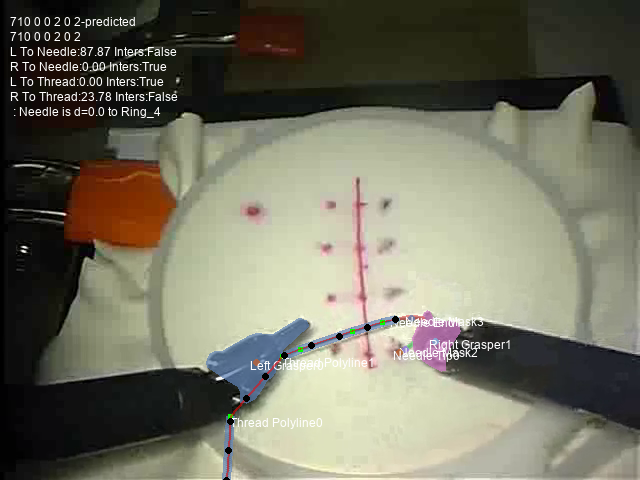 710 0 0 2 0 2-predicted
710 0 0 2 0 2
L To Needle:87.87 Inters:False
R To Needle:0.00 Inters:True
L To Thread:0.00 Inters:True
R To Thread:23.78 Inters:False
: Needle is d=0.0 to Ring_4
Right Grasper1
Left Grasper
Thread Polyline1
Thread Polyline0